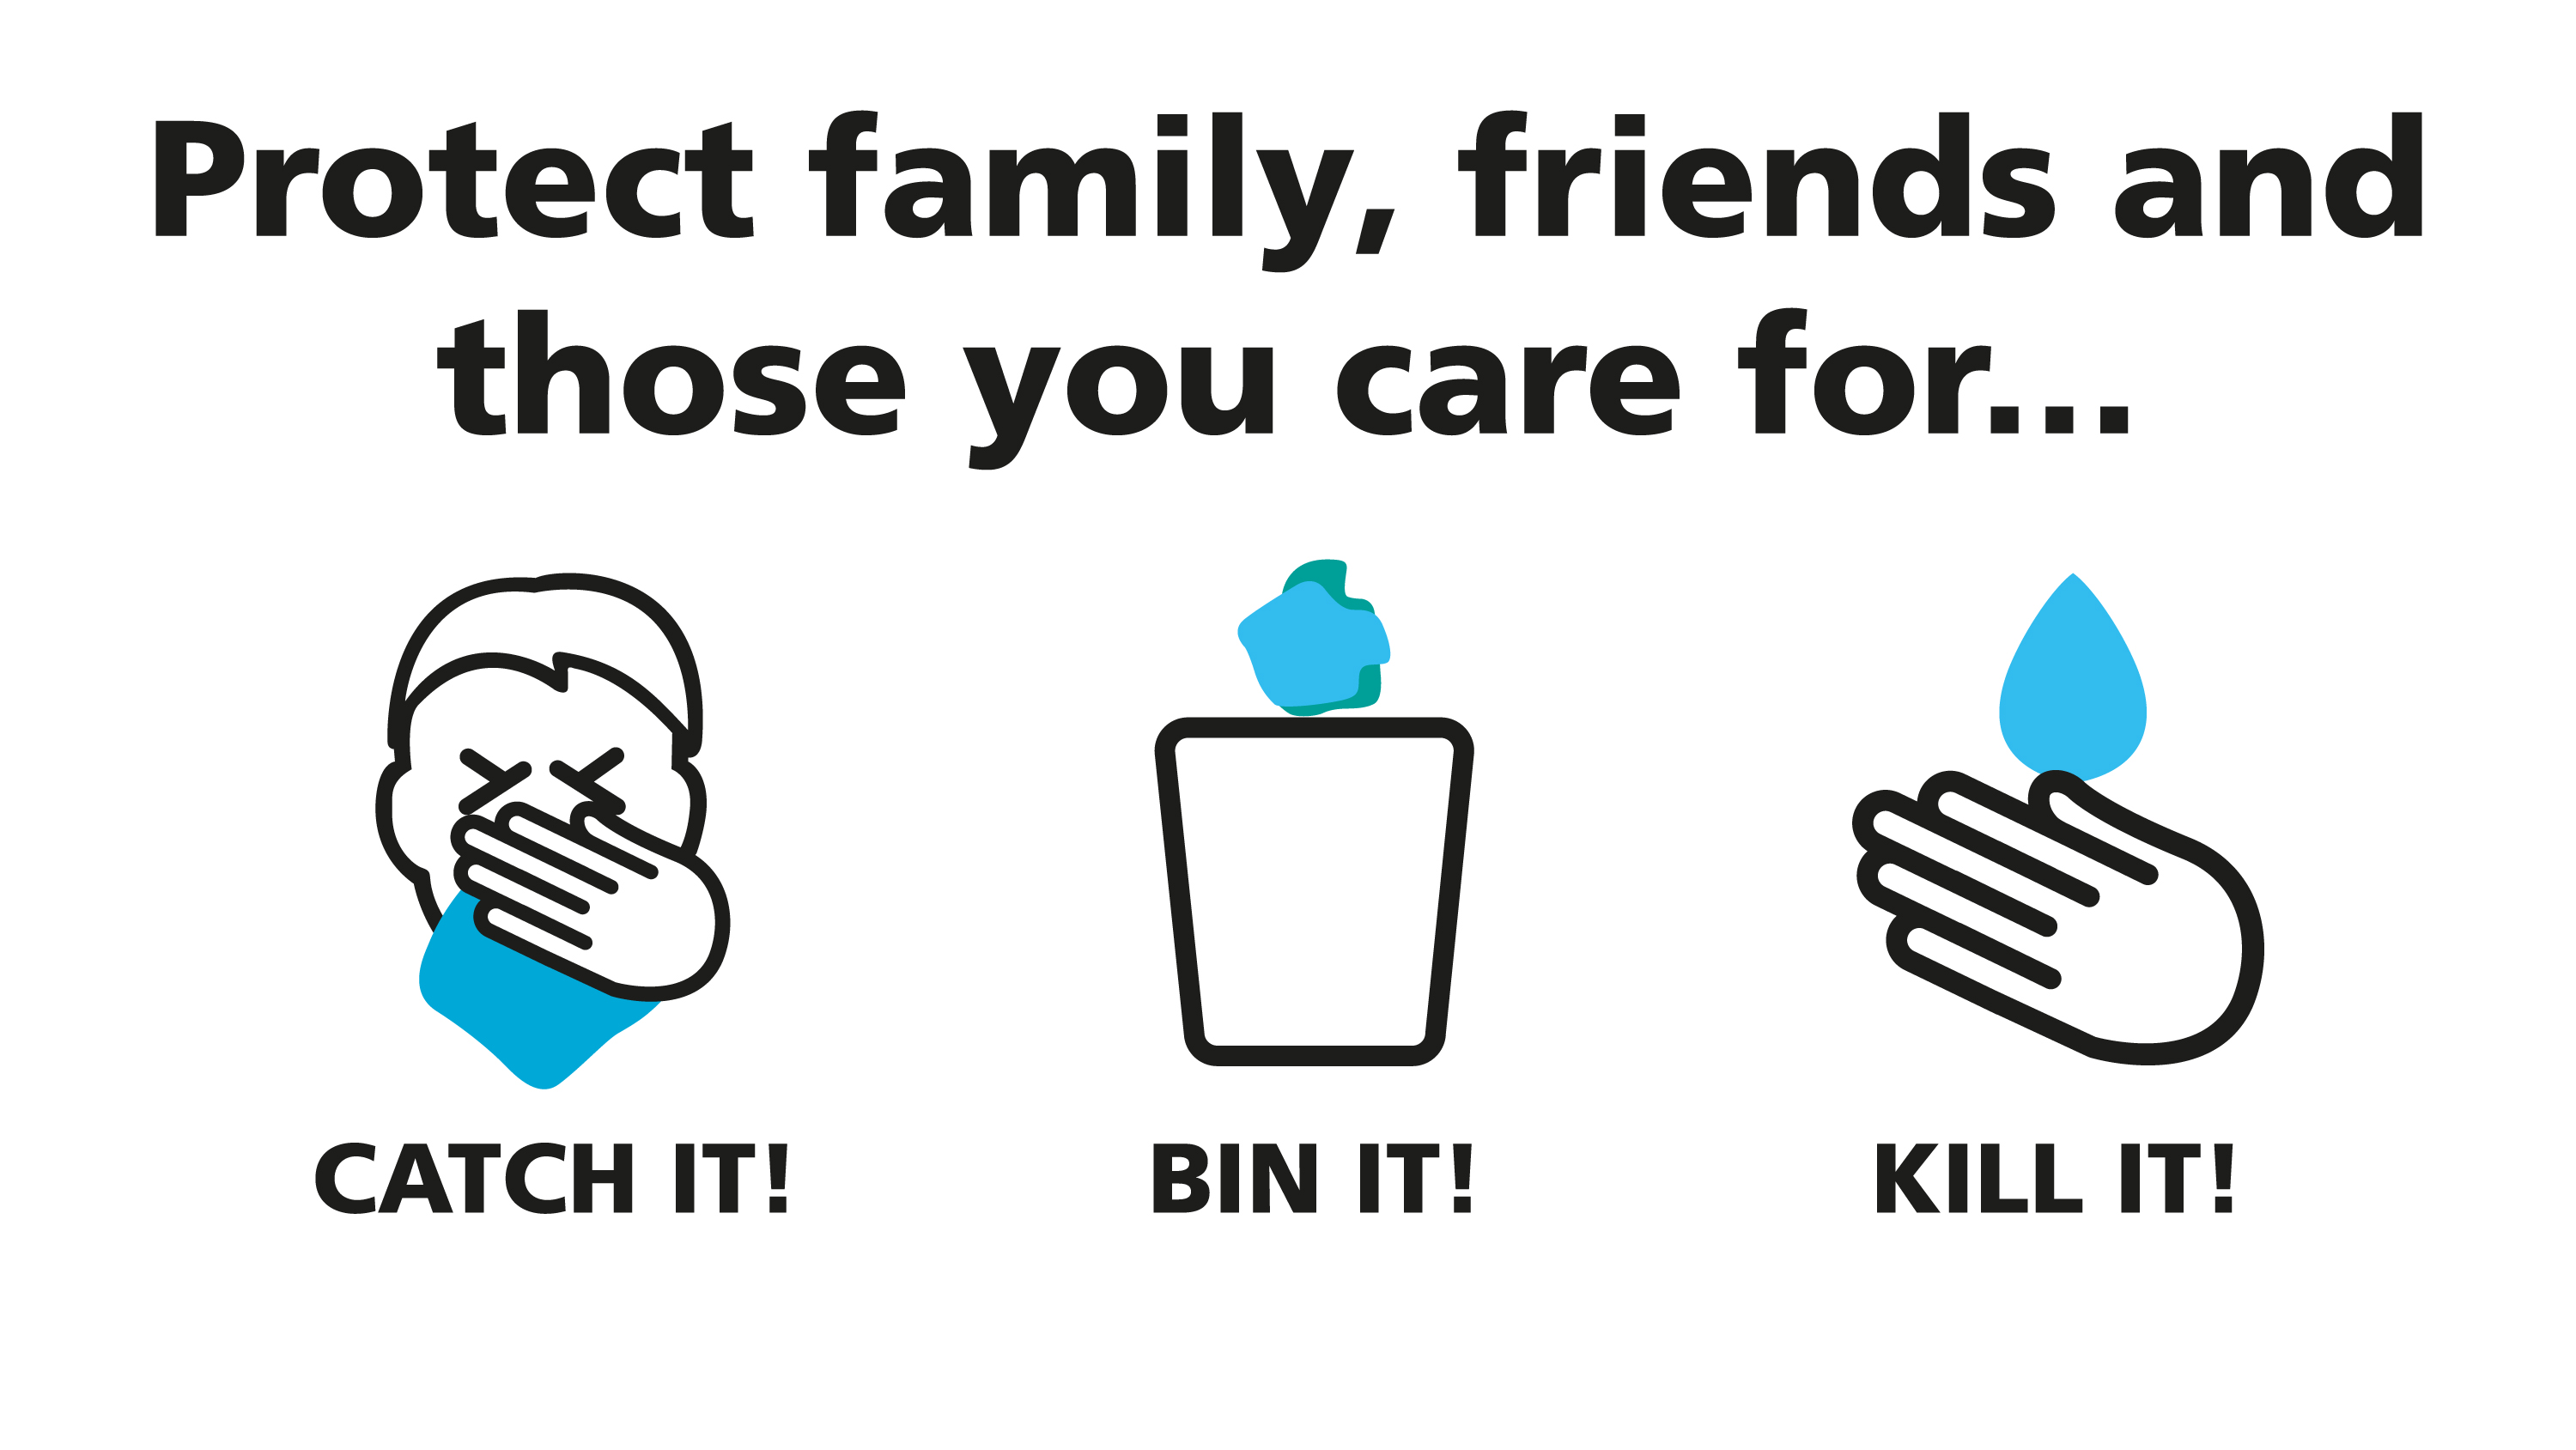 Protect family, friends and
those you care for...
CATCH IT!
BIN IT!
KILL IT!